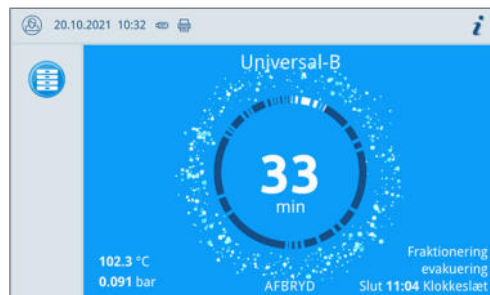 20.10.2021 10:32
Universal-B
33
min
102.3 °C
0.091 bar
AFBRYD
Fraktionering
evakuering
Slut 11:04 Klokkeslæt